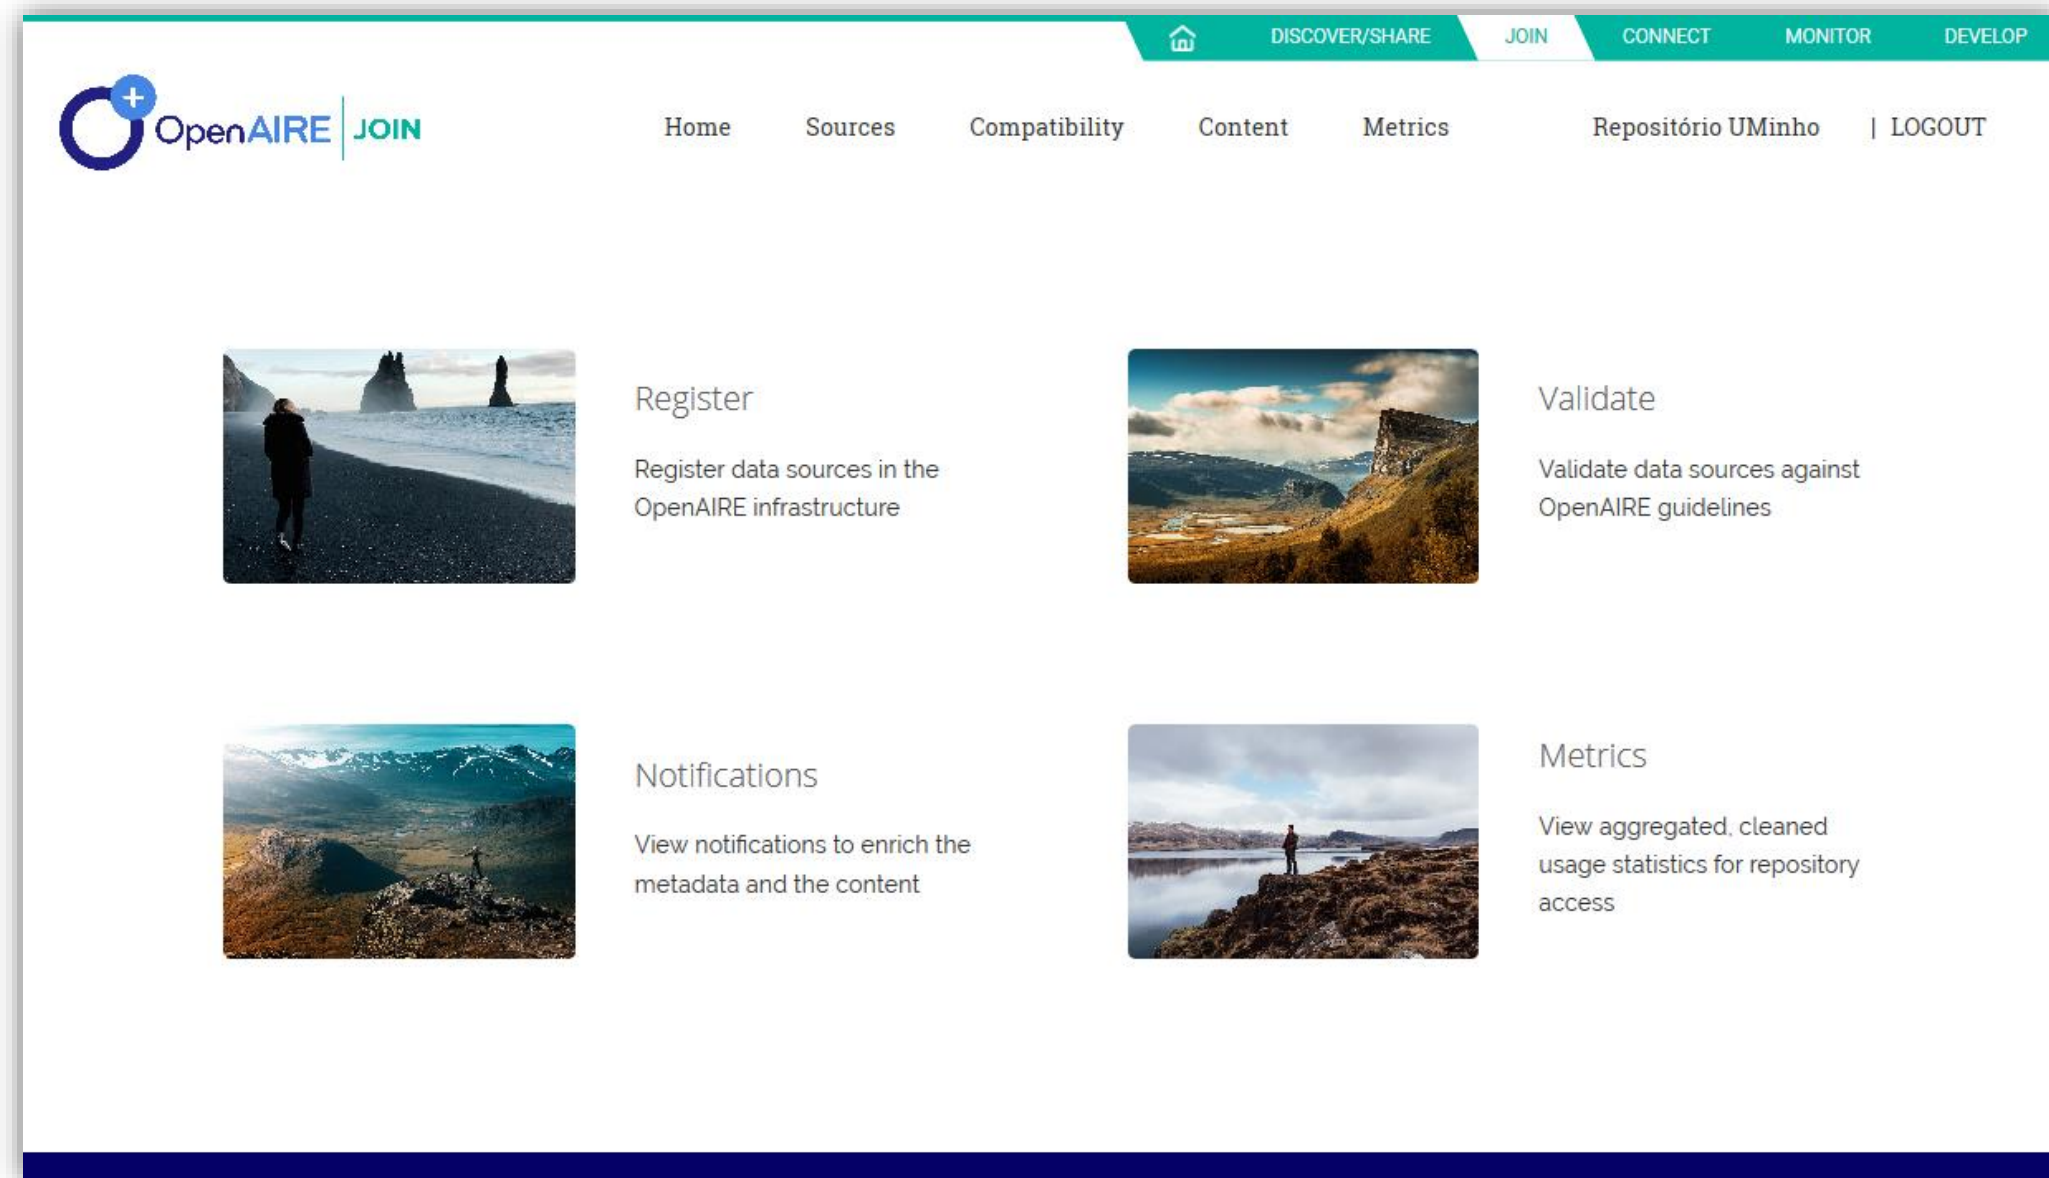 DISCOVER/SHARE JOIN CONNECT MONITOR DEVELOP
OpenAIRE JOIN
Home Sources Compatibility Content Metrics Repositório UMinho | LOGOUT
Register
Register data sources in the
OpenAIRE infrastructure
Validate
Validate data sources against
OpenAIRE guidelines
Notifications
View notifications to enrich the
metadata and the content
Metrics
View aggregated, cleaned
usage statistics for repository
access